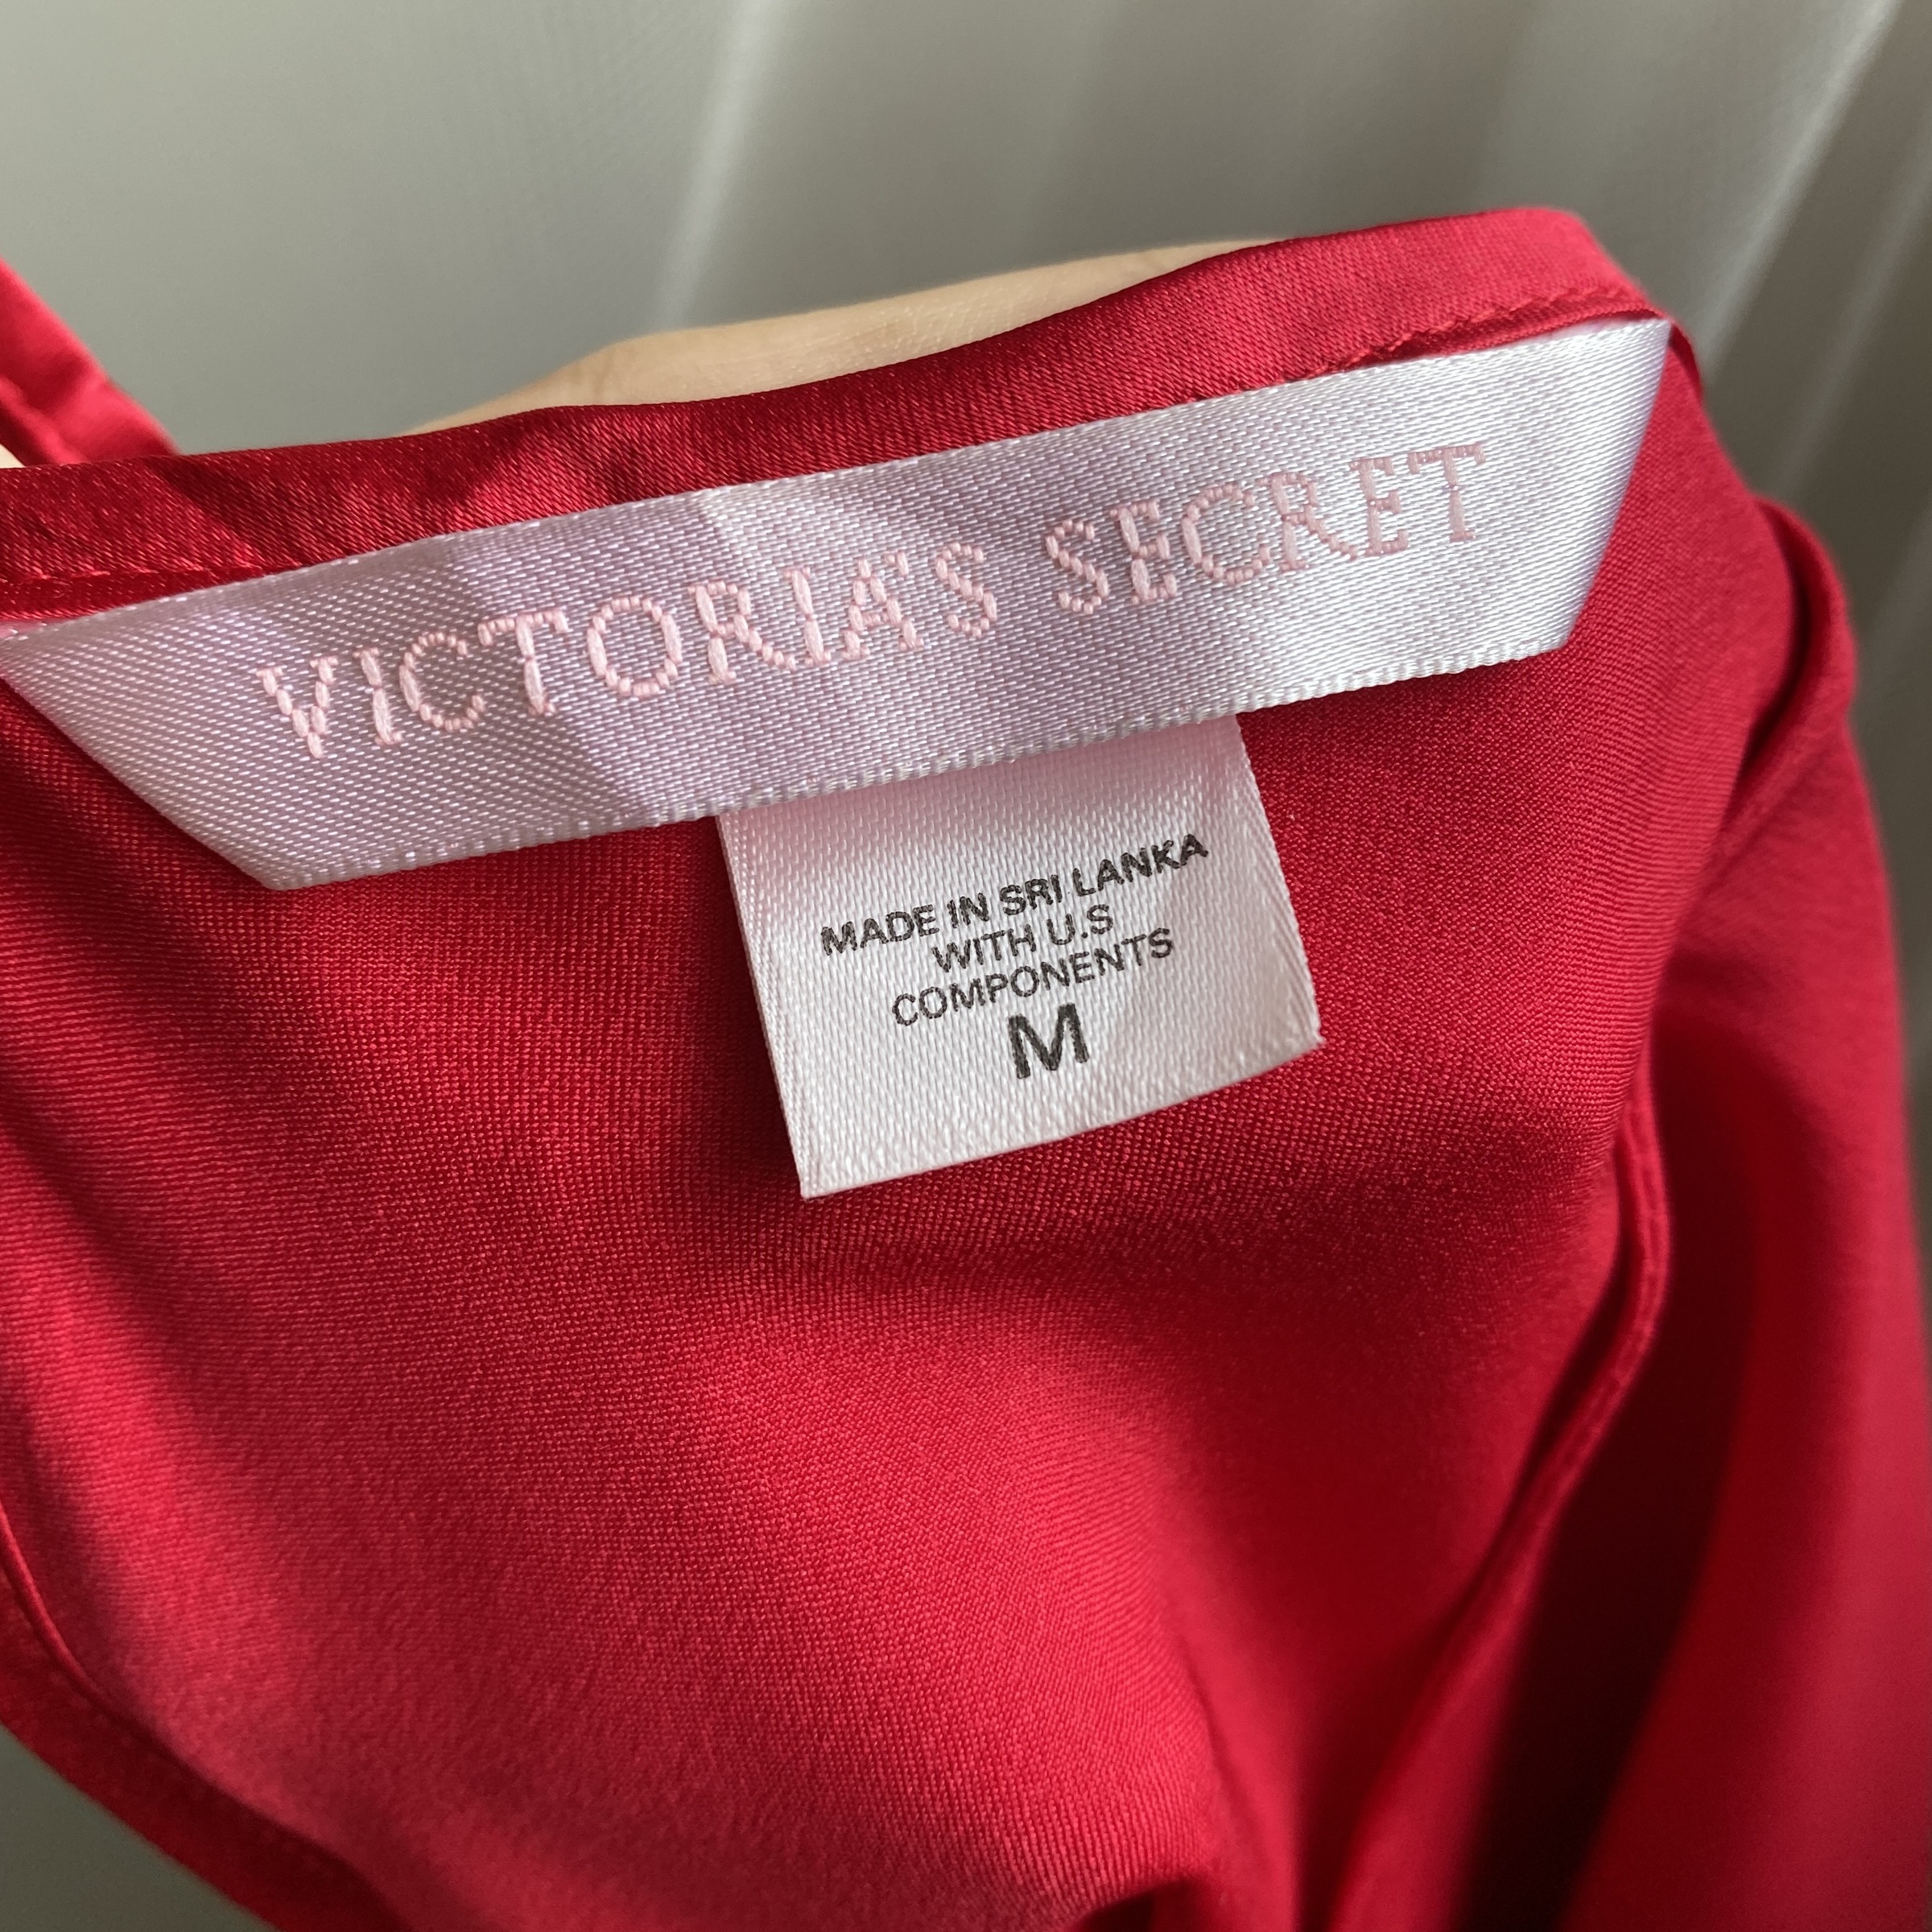 VICTORIA'S SECRET
MADE IN SRI LANKA
WITH U.S
COMPONENTS
M